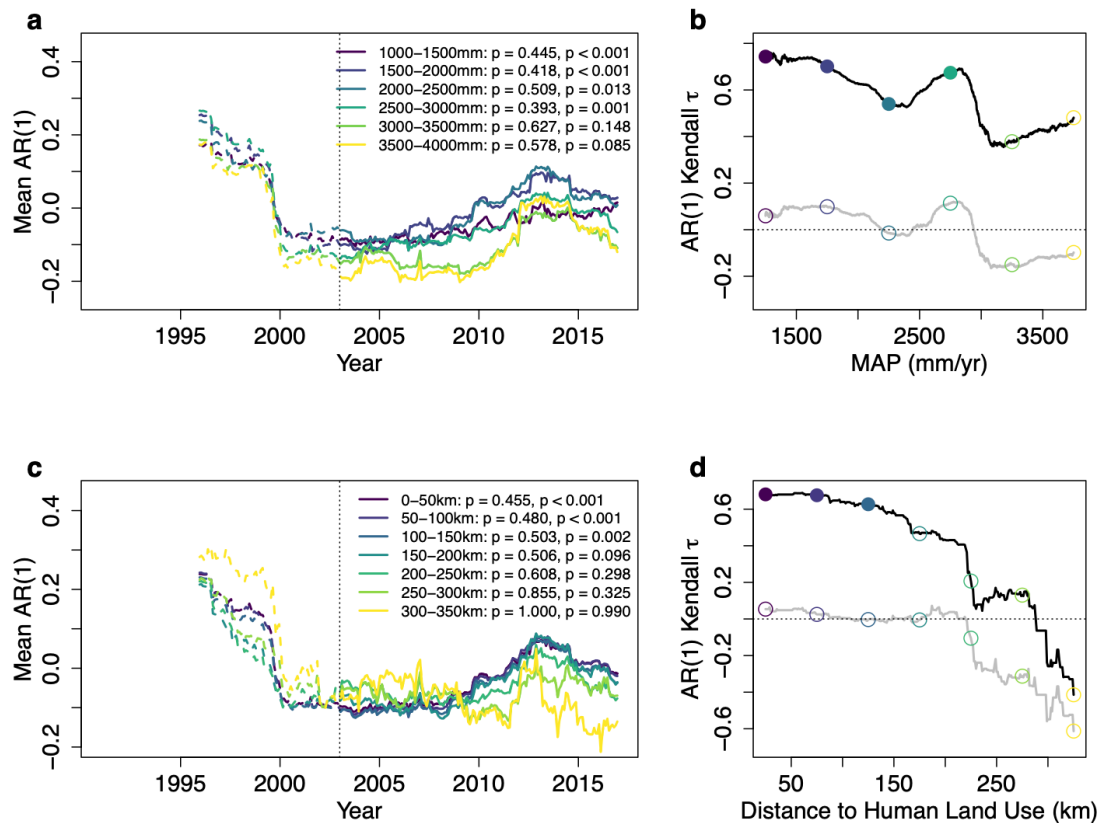 a
0.4
0.2
0.0
−0.2
Mean AR(1)
1000−1500mm: p = 0.445, p < 0.001
1500−2000mm: p = 0.418, p < 0.001
2000−2500mm: p = 0.509, p = 0.013
2500−3000mm: p = 0.393, p = 0.001
3000−3500mm: p = 0.627, p = 0.148
3500−4000mm: p = 0.578, p = 0.085
1995 2000 2005 2010 2015
Year
b
0.6
0.2
−0.2
AR(1) Kendall τ
1500 2500 3500
MAP (mm/yr)
c
0.4
0.2
0.0
−0.2
Mean AR(1)
0−50km: p = 0.455, p < 0.001
50−100km: p = 0.480, p < 0.001
100−150km: p = 0.503, p = 0.002
150−200km: p = 0.506, p = 0.096
200−250km: p = 0.608, p = 0.298
250−300km: p = 0.855, p = 0.325
300−350km: p = 1.000, p = 0.990
1995 2000 2005 2010 2015
Year
d
0.6
0.2
−0.2
−0.6
AR(1) Kendall τ
50 150 250
Distance to Human Land Use (km)